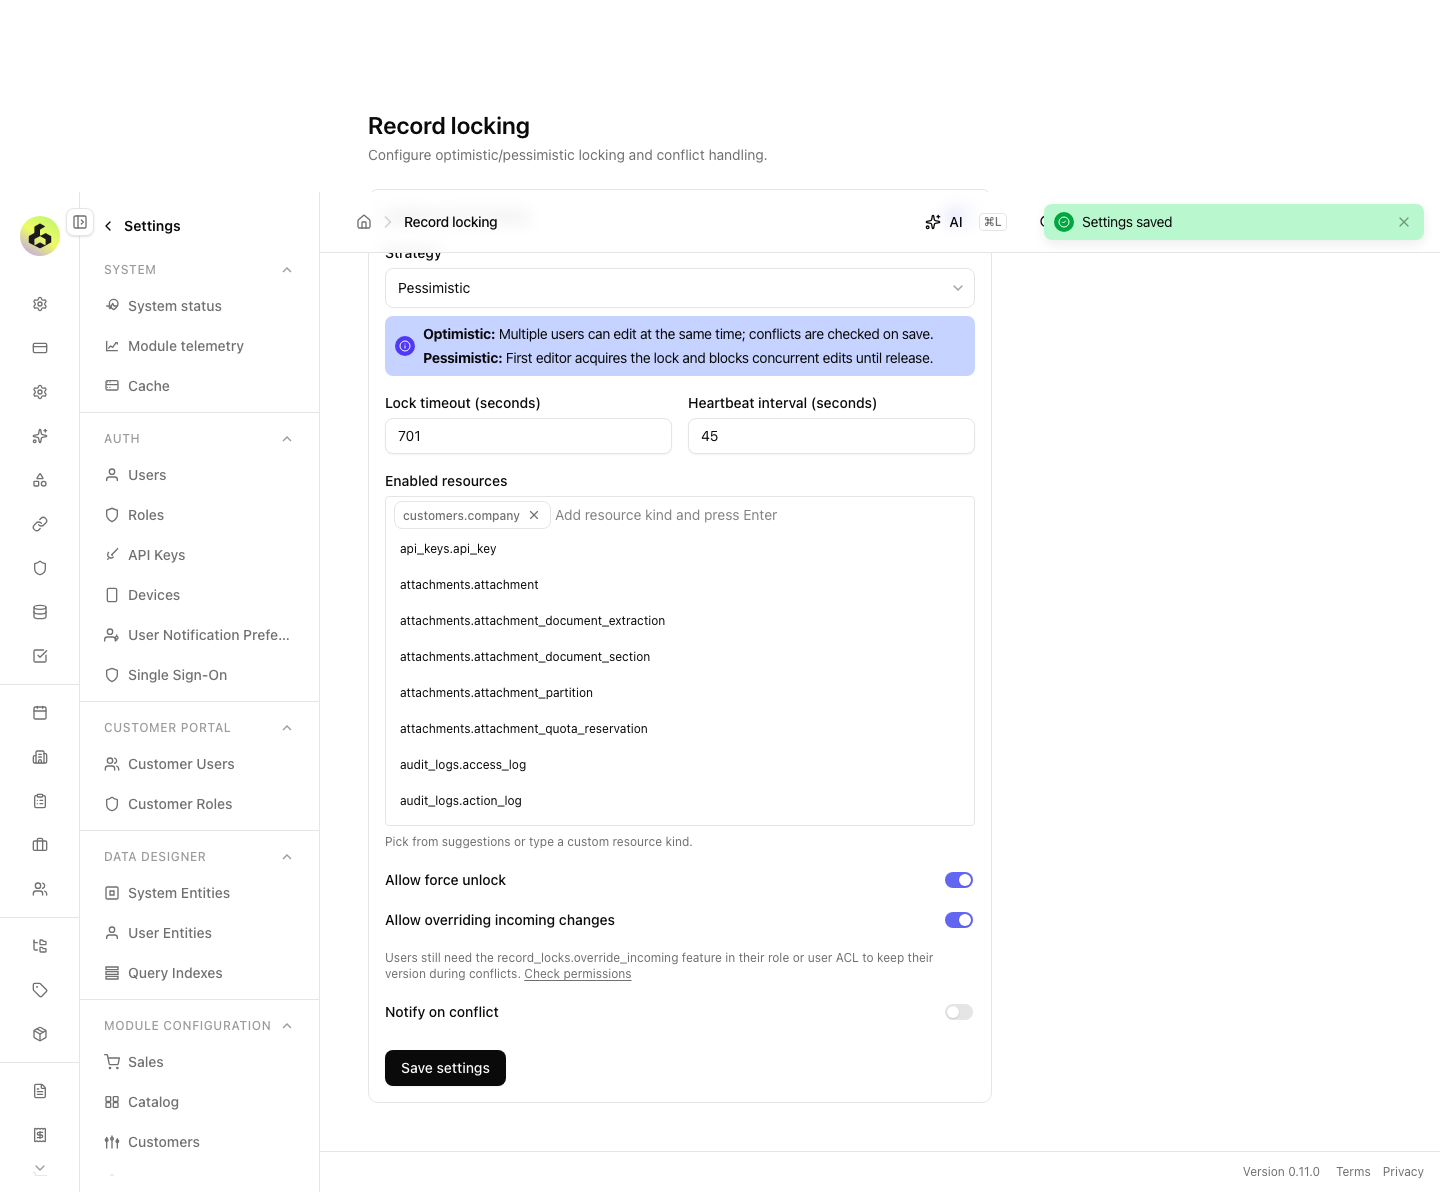 Record locking
Configure optimistic/pessimistic locking and conflict handling.
Settings
Record locking
AI
⌘L
Settings saved
SYSTEM
System status
Module telemetry
Cache
AUTH
Users
Roles
API Keys
Devices
User Notification Prefe...
Single Sign-On
CUSTOMER PORTAL
Customer Users
Customer Roles
DATA DESIGNER
System Entities
User Entities
Query Indexes
MODULE CONFIGURATION
Sales
Catalog
Customers
Strategy
Pessimistic
Optimistic: Multiple users can edit at the same time; conflicts are checked on save.
Pessimistic: First editor acquires the lock and blocks concurrent edits until release.
Lock timeout (seconds)
Heartbeat interval (seconds)
701
45
Enabled resources
customers.company
Add resource kind and press Enter
api_keys.api_key
attachments.attachment
attachments.attachment_document_extraction
attachments.attachment_document_section
attachments.attachment_partition
attachments.attachment_quota_reservation
audit_logs.access_log
audit_logs.action_log
Pick from suggestions or type a custom resource kind.
Allow force unlock
Allow overriding incoming changes
Users still need the record_locks.override_incoming feature in their role or user ACL to keep their
version during conflicts. Check permissions
Notify on conflict
Save settings
Version 0.11.0
Terms
Privacy